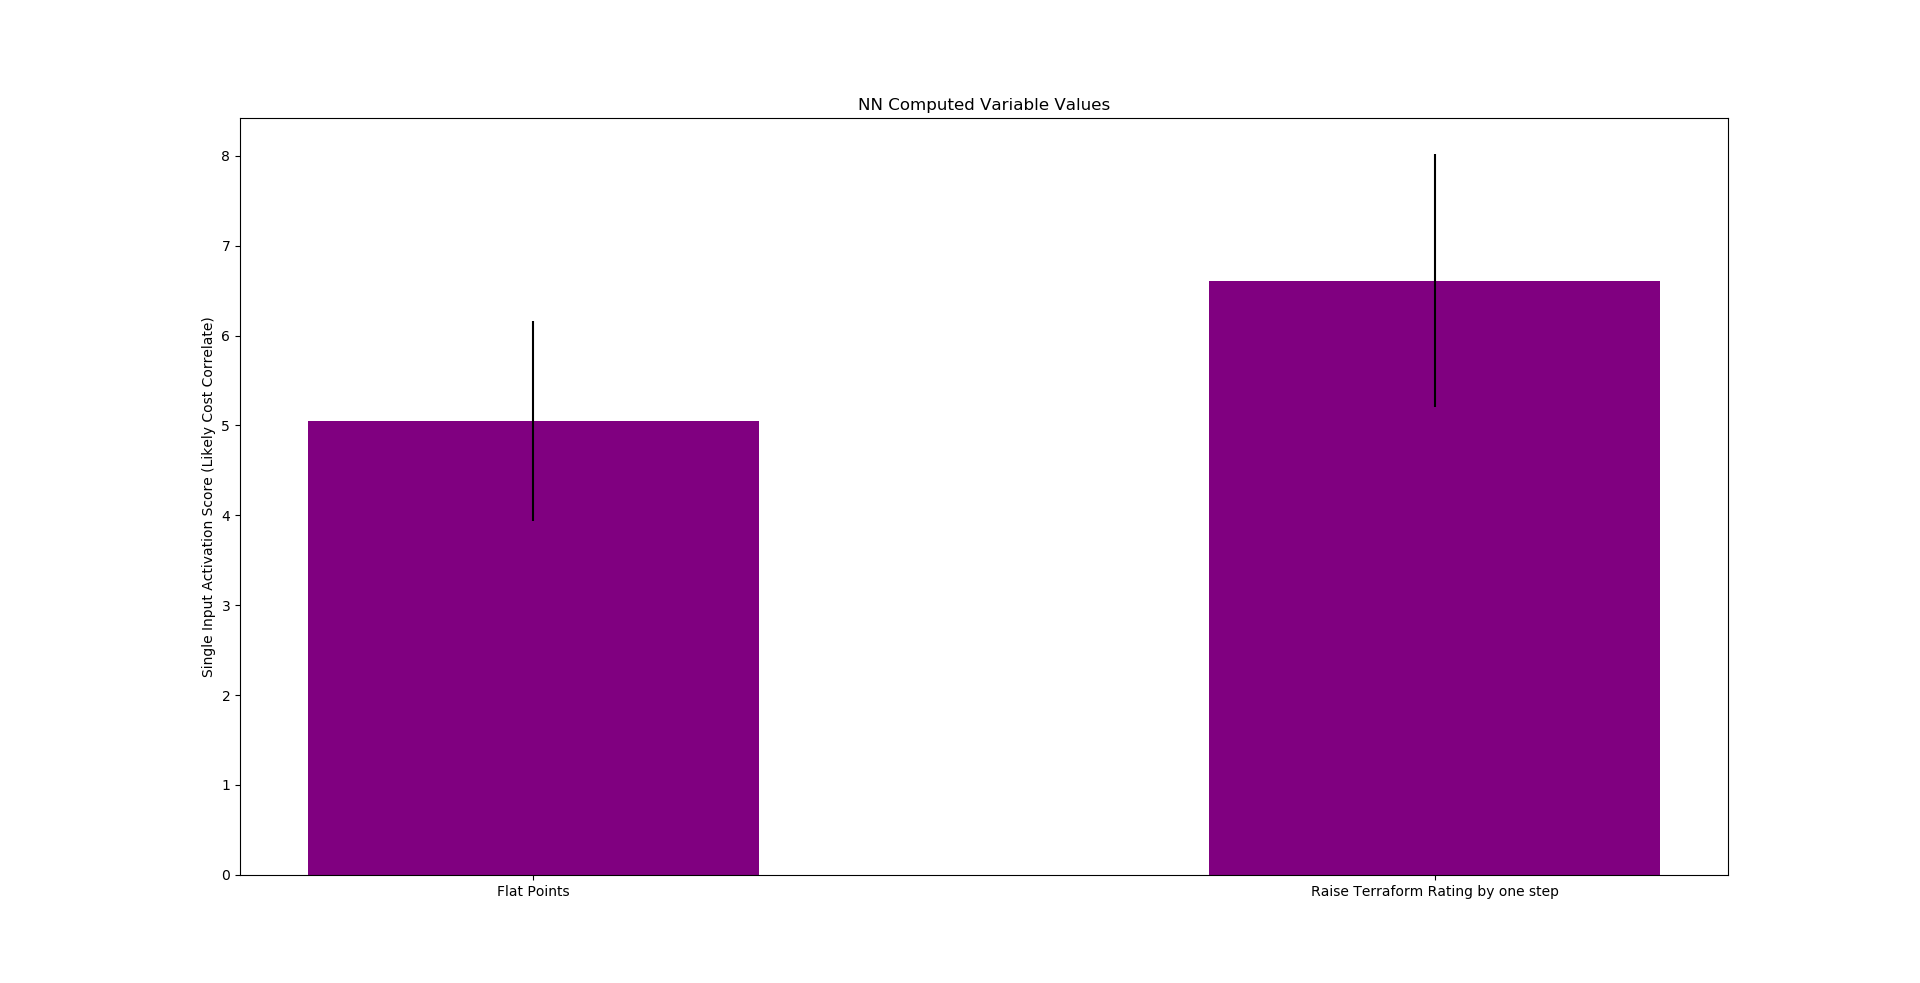 NN Computed Variable Values
Single Input Activation Score (Likely Cost Correlate)
8
7
6
5
4
3
2
1
0
Flat Points
Raise Terraform Rating by one step